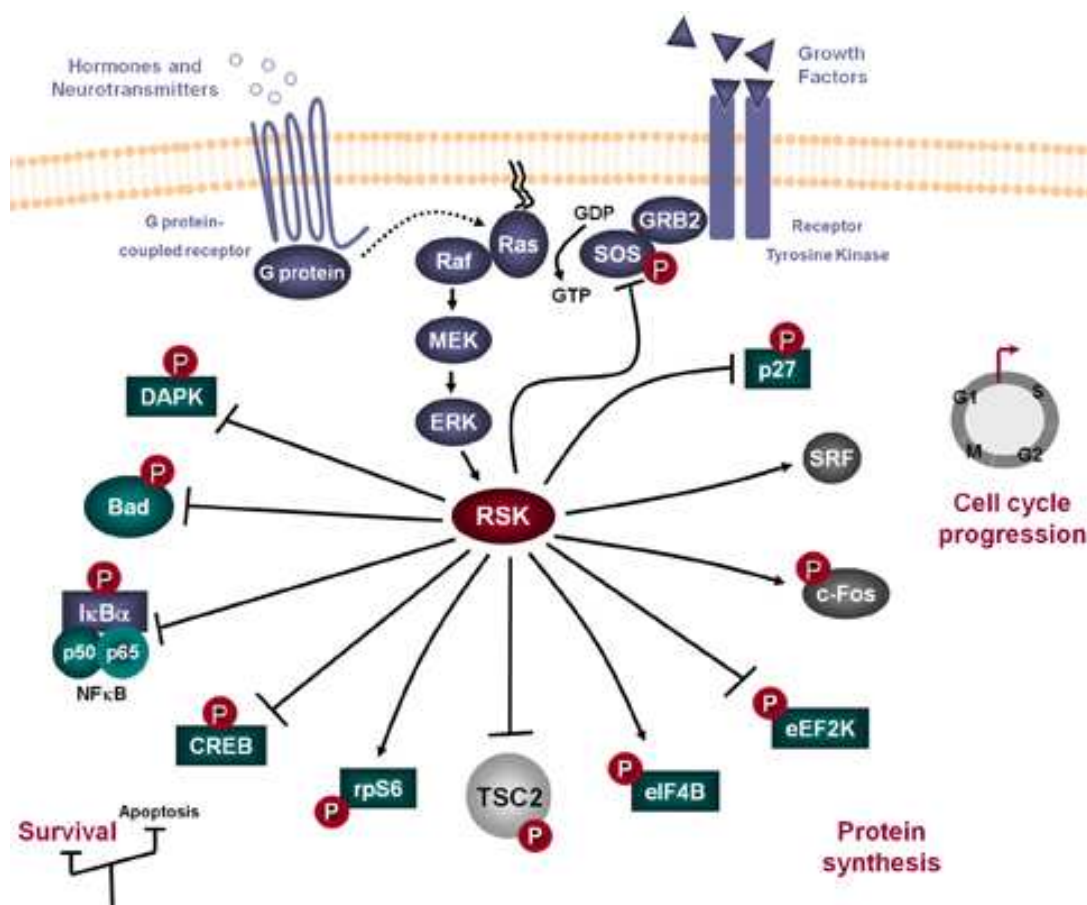 Hormones and
Neurotransmitters
Growth
Factors
G protein-
coupled receptor
G protein
Raf
Ras
GDP
GTP
SOS
GRB2
P
Receptor
Tyrosine Kinase
MEK
ERK
RSK
P
DAPK
P
Bad
P
IκBα
p50
p65
NFκB
P
CREB
P
rpS6
TSC2
P
P
eIF4B
P
eEF2K
P
c-Fos
SRF
P
p27
G1
S
M
G2
Cell cycle
progression
Survival
Apoptosis
Protein
synthesis